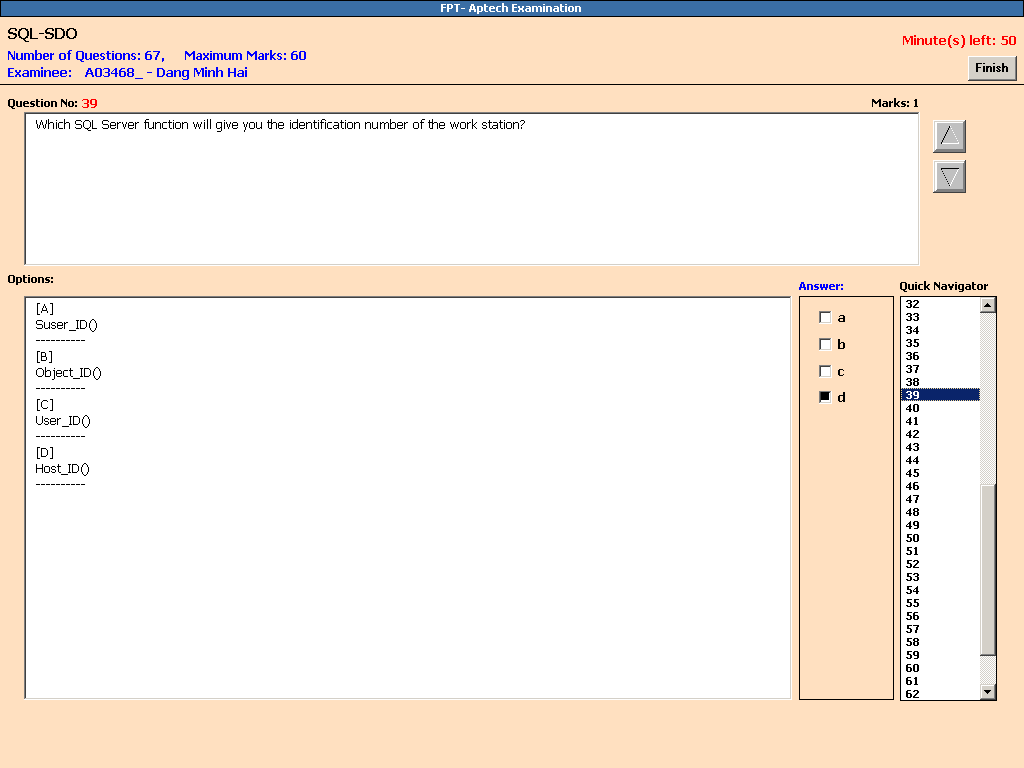 FPT- Aptech Examination
SQL-SDO
Minute(s) left: 50
Number of Questions: 67, Maximum Marks: 60
Examinee: A03468_ - Dang Minh Hai
Finish
Question No: 39
Marks: 1
Which SQL Server function will give you the identification number of the work station?
Options:
Answer:
Quick Navigator
[A]
Suser_ID()
----------
[B]
Object_ID()
----------
[C]
User_ID()
----------
[D]
Host_ID()
----------
a
b
c
d
32
33
34
35
36
37
38
39
40
41
42
43
44
45
46
47
48
49
50
51
52
53
54
55
56
57
58
59
60
61
62